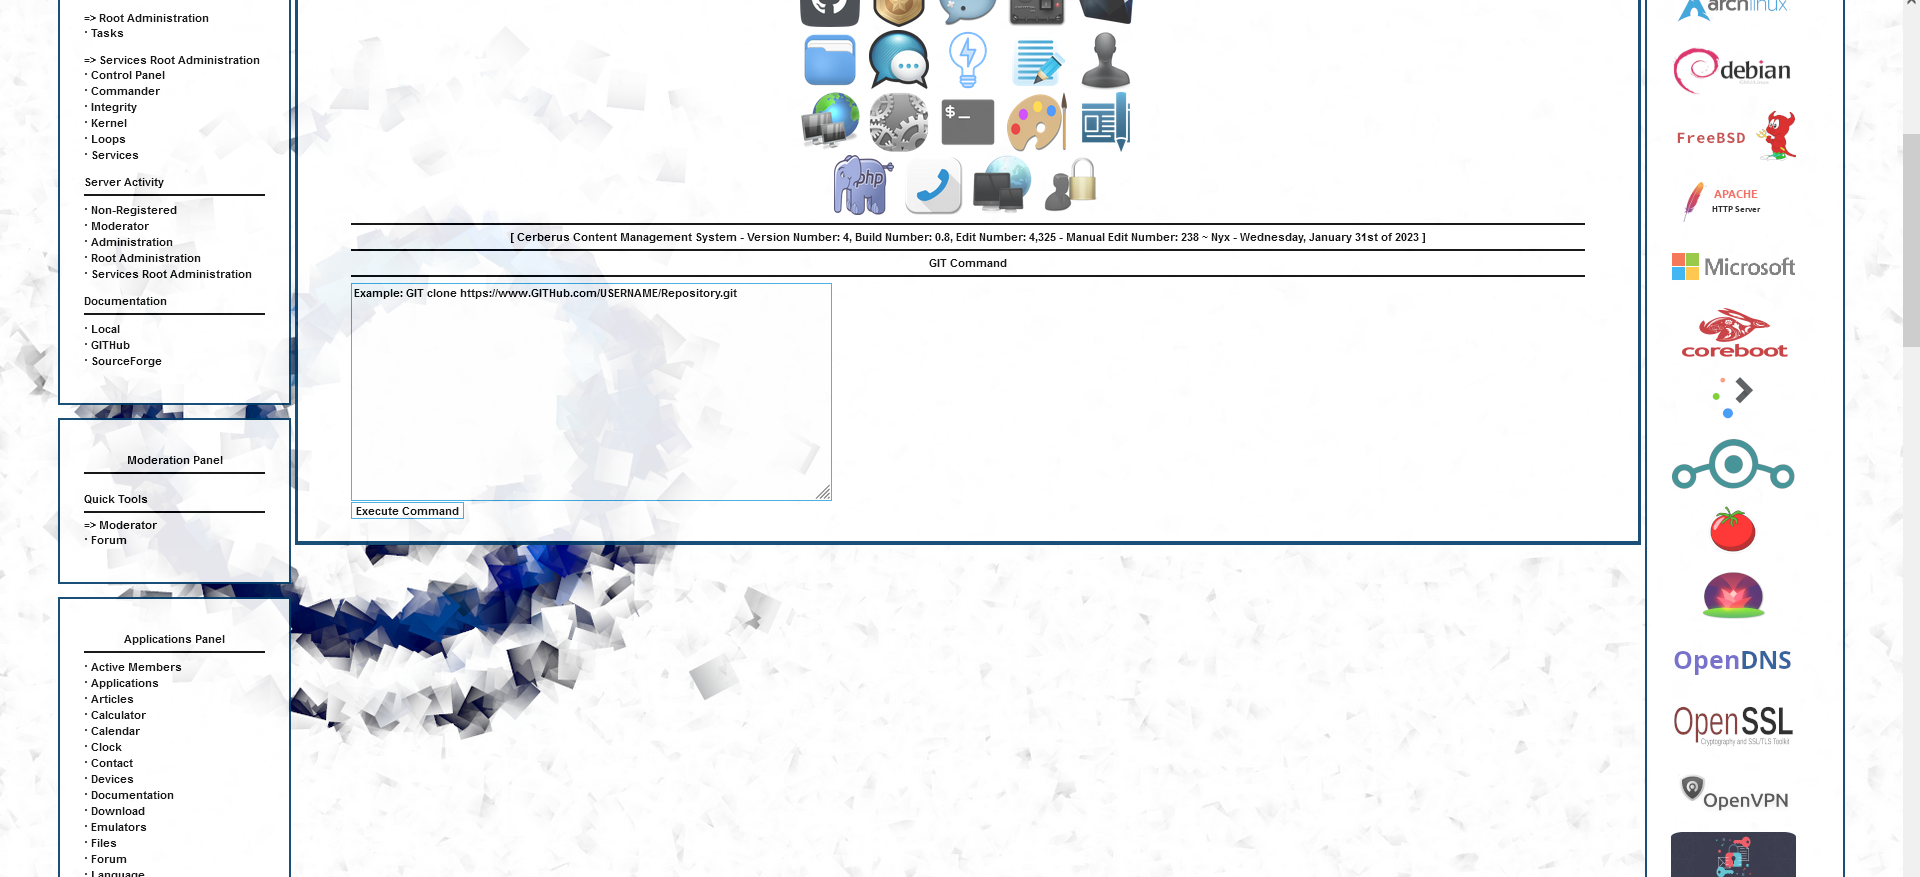 => Root Administration
· Tasks
=> Services Root Administration
· Control Panel
· Commander
· Integrity
· Kernel
· Loops
· Services
Server Activity
· Non-Registered
· Moderator
· Administration
· Root Administration
· Services Root Administration
Documentation
· Local
· GITHub
· SourceForge
Moderation Panel
Quick Tools
=> Moderator
· Forum
Applications Panel
· Active Members
· Applications
· Articles
· Calculator
· Calendar
· Clock
· Contact
· Devices
· Documentation
· Download
· Emulators
· Files
· Forum
· Language
$_
php
[ Cerberus Content Management System - Version Number: 4, Build Number: 0.8, Edit Number: 4,325 - Manual Edit Number: 238 ~ Nyx - Wednesday, January 31st of 2023 ]
GIT Command
Example: GIT clone https://www.GITHub.com/USERNAME/Repository.git
Execute Command
archlinux
debian
FreeBSD
APACHE
HTTP Server
Microsoft
coreboot
OpenDNS
OpenSSL
Cryptography and SSL/TLS Toolkit
OpenVPN